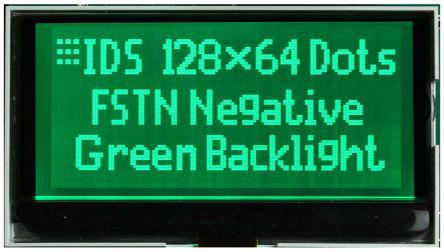 IDS 128×64 Dots
FSTN Negative
Green Backlight